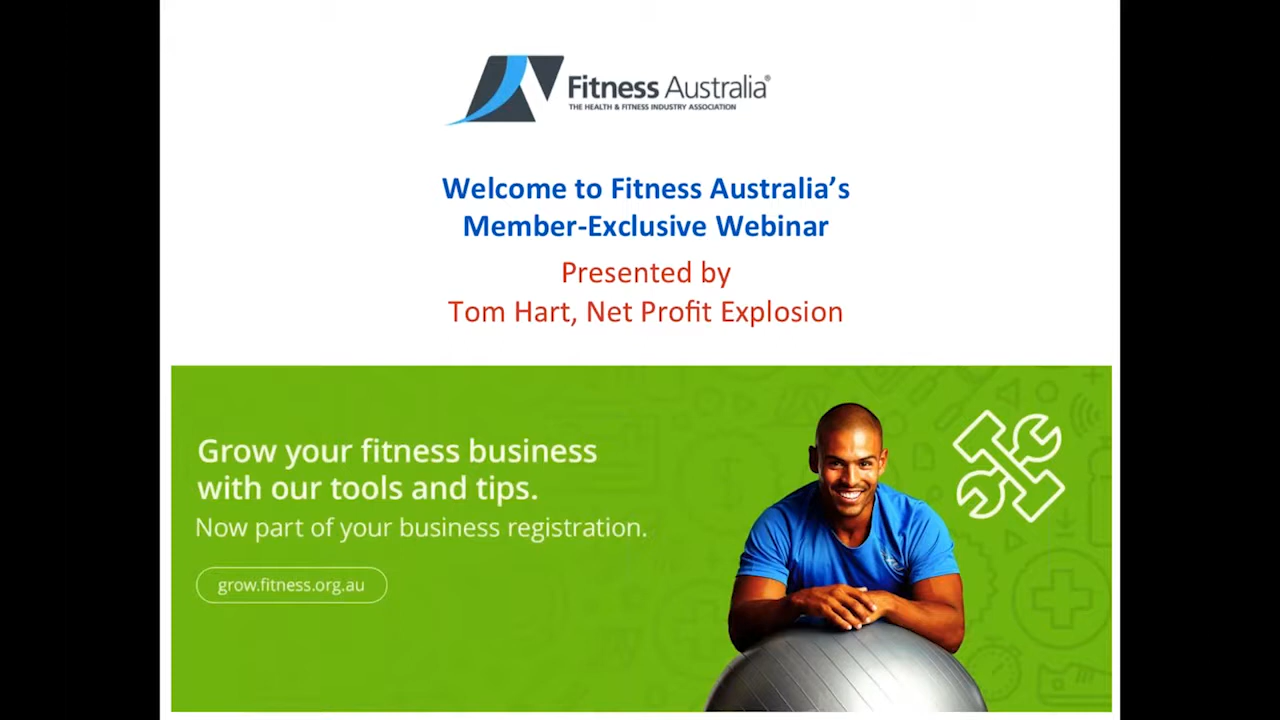 Fitness Australia®
THE HEALTH & FITNESS INDUSTRY ASSOCIATION
Welcome to Fitness Australia’s
Member-Exclusive Webinar
Presented by
Tom Hart, Net Profit Explosion
Grow your fitness business
with our tools and tips.
Now part of your business registration.
grow.fitness.org.au